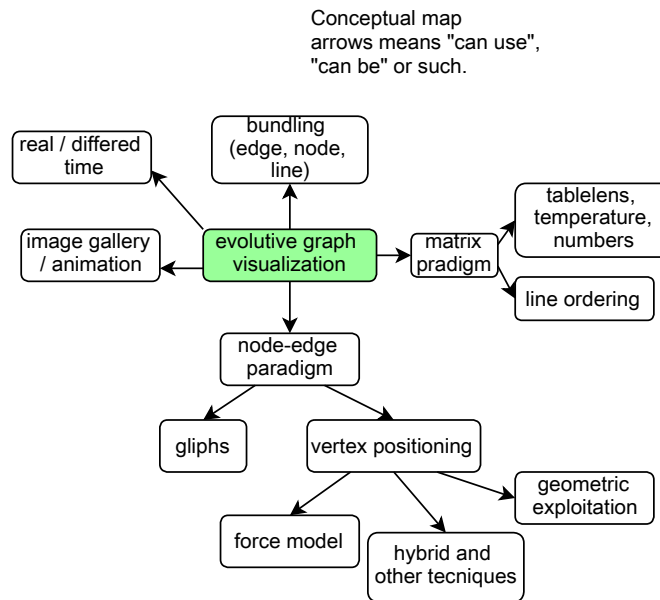 Conceptual map
arrows means "can use",
"can be" or such.
bundling
(edge, node,
line)
real / differed
time
tablelens,
temperature,
numbers
image gallery
/ animation
evolutive graph
visualization
matrix
pradigm
line ordering
node-edge
paradigm
gliphs
vertex positioning
geometric
exploitation
force model
hybrid and
other tecniques